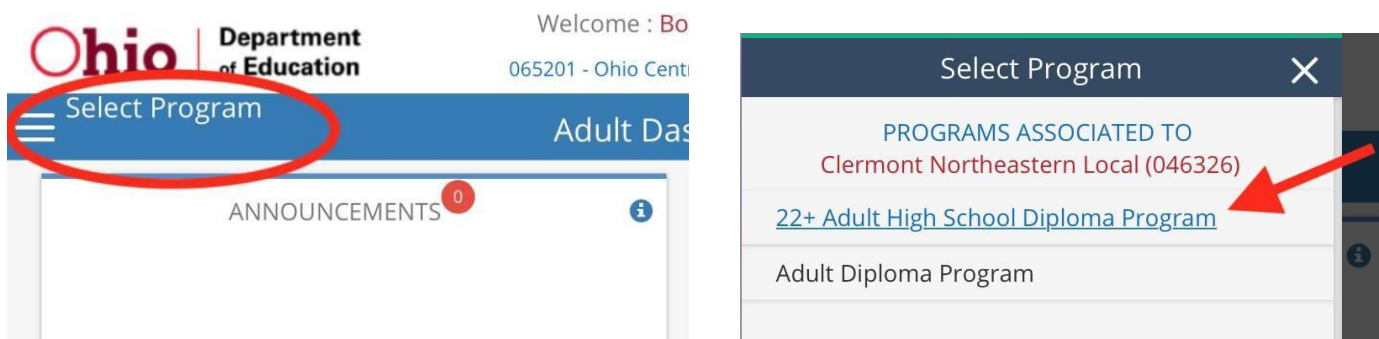 Ohio
Department
of Education
Welcome : Bo
065201 - Ohio Cent
Select Program
Adult Das
ANNOUNCEMENTS
0
Select Program
PROGRAMS ASSOCIATED TO
Clermont Northeastern Local (046326)
22+ Adult High School Diploma Program
Adult Diploma Program